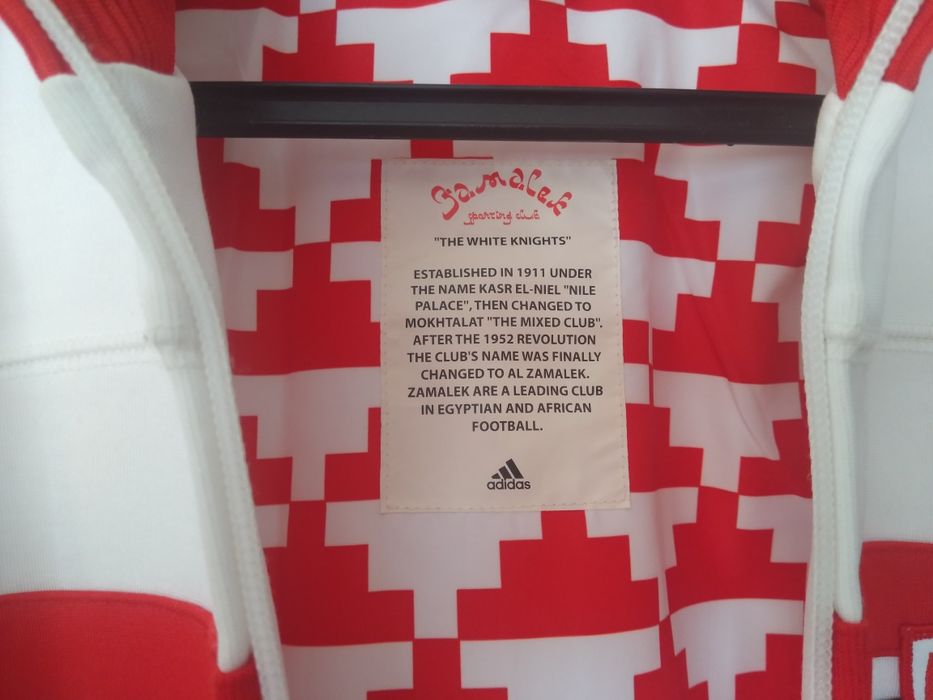 Zamalek
sporting club
"THE WHITE KNIGHTS"
ESTABLISHED IN 1911 UNDER
THE NAME KASR EL-NIEL "NILE
PALACE", THEN CHANGED TO
MOKHTALAT "THE MIXED CLUB".
AFTER THE 1952 REVOLUTION
THE CLUB'S NAME WAS FINALLY
CHANGED TO AL ZAMALEK.
ZAMALEK ARE A LEADING CLUB
IN EGYPTIAN AND AFRICAN
FOOTBALL.
adidas